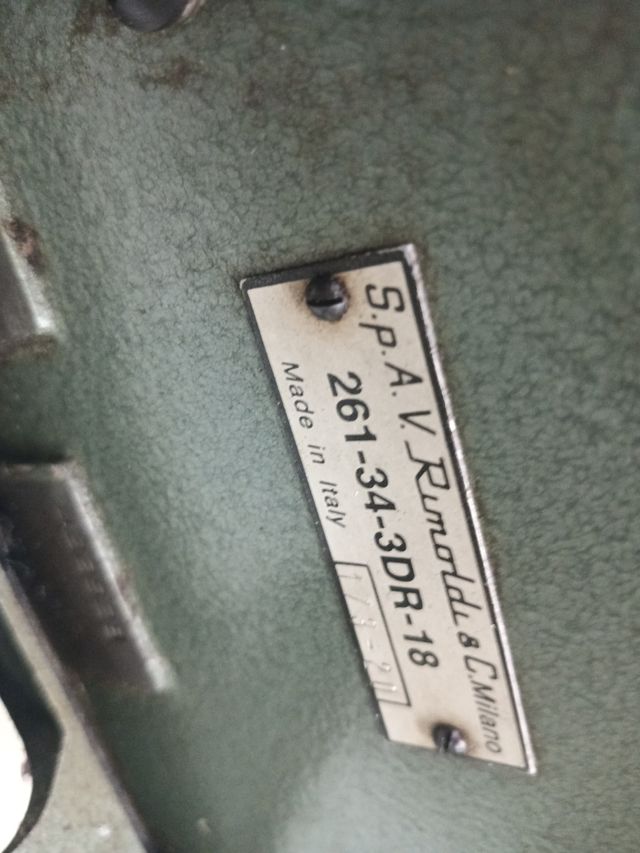 S.p.A.V. Rimoldi & C. Milano
261-34-3DR-18
Made in Italy